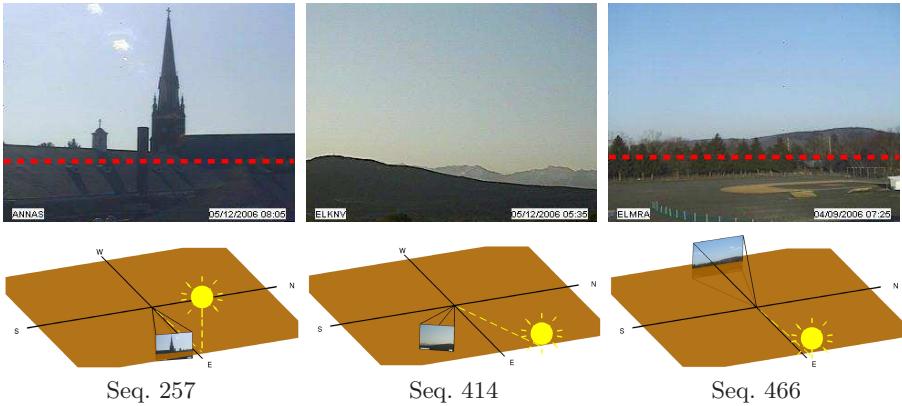 ANNAS 05/12/2006 08:05
ELKNV 05/12/2006 05:35
ELMRA 04/09/2006 07:25
W
N
S
E
W
N
S
E
W
N
S
E
Seq. 257
Seq. 414
Seq. 466